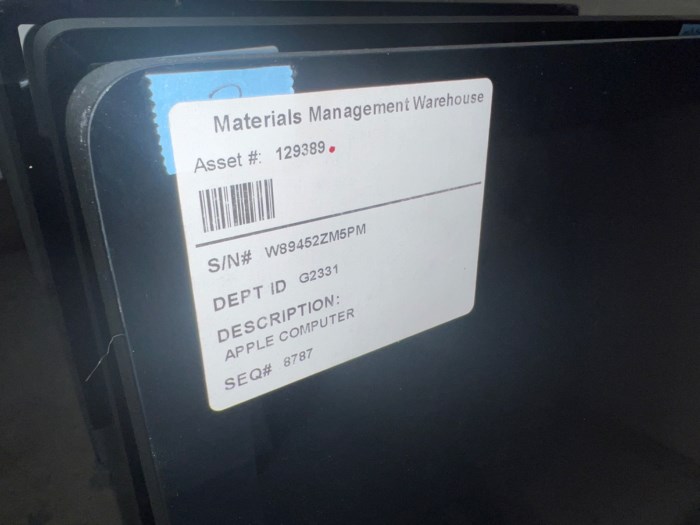 Materials Management Warehouse
Asset #: 129389
S/N# W89452ZM5PM
DEPT ID G2331
DESCRIPTION:
APPLE COMPUTER
SEQ# 8787